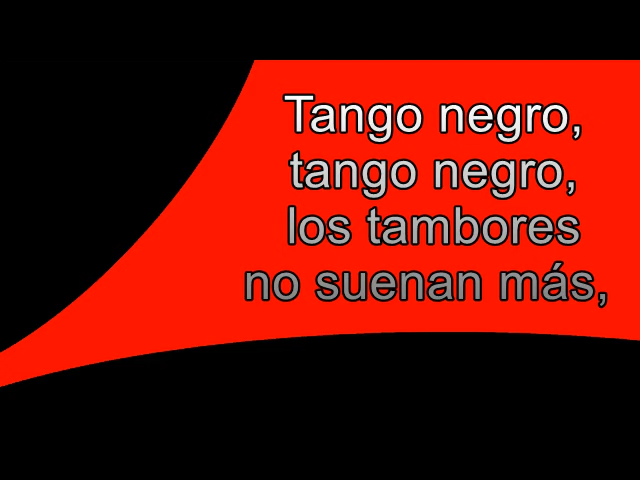 Tango negro,
tango negro,
los tambores
no suenan más,